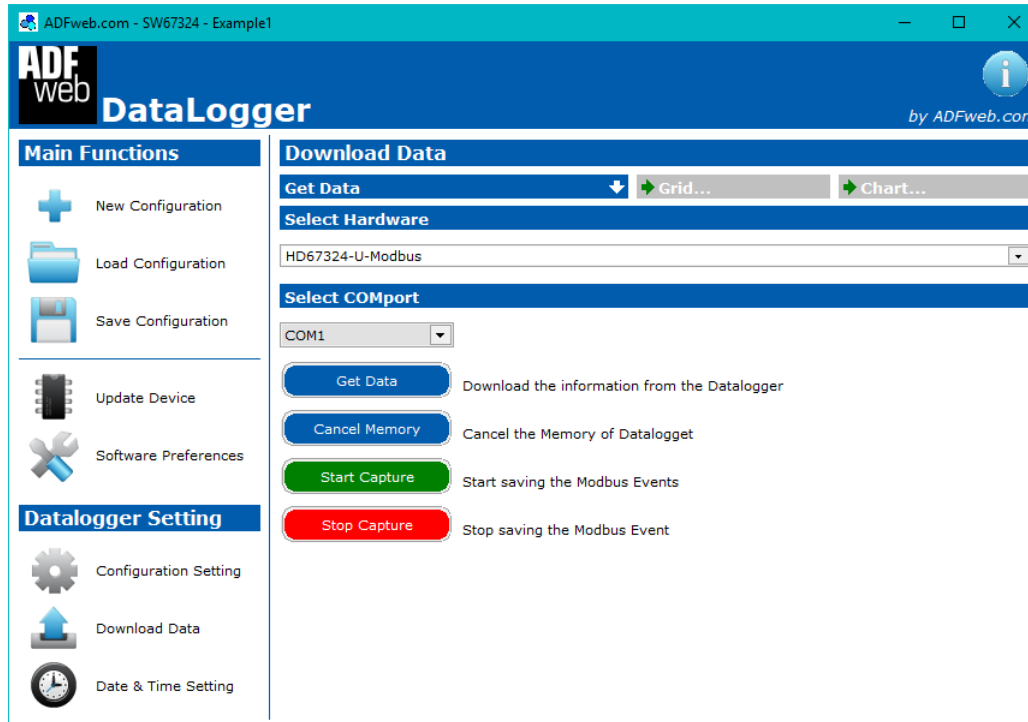 ADFweb.com - SW67324 - Example1
ADF
web
DataLogger
i
by ADFweb.com
Main Functions
New Configuration
Load Configuration
Save Configuration
Update Device
Software Preferences
Datalogger Setting
Configuration Setting
Download Data
Date & Time Setting
Download Data
Get Data
Grid...
Chart...
Select Hardware
HD67324-U-Modbus
Select COMport
COM1
Get Data Download the information from the Datalogger
Cancel Memory Cancel the Memory of Datalogget
Start Capture Start saving the Modbus Events
Stop Capture Stop saving the Modbus Event